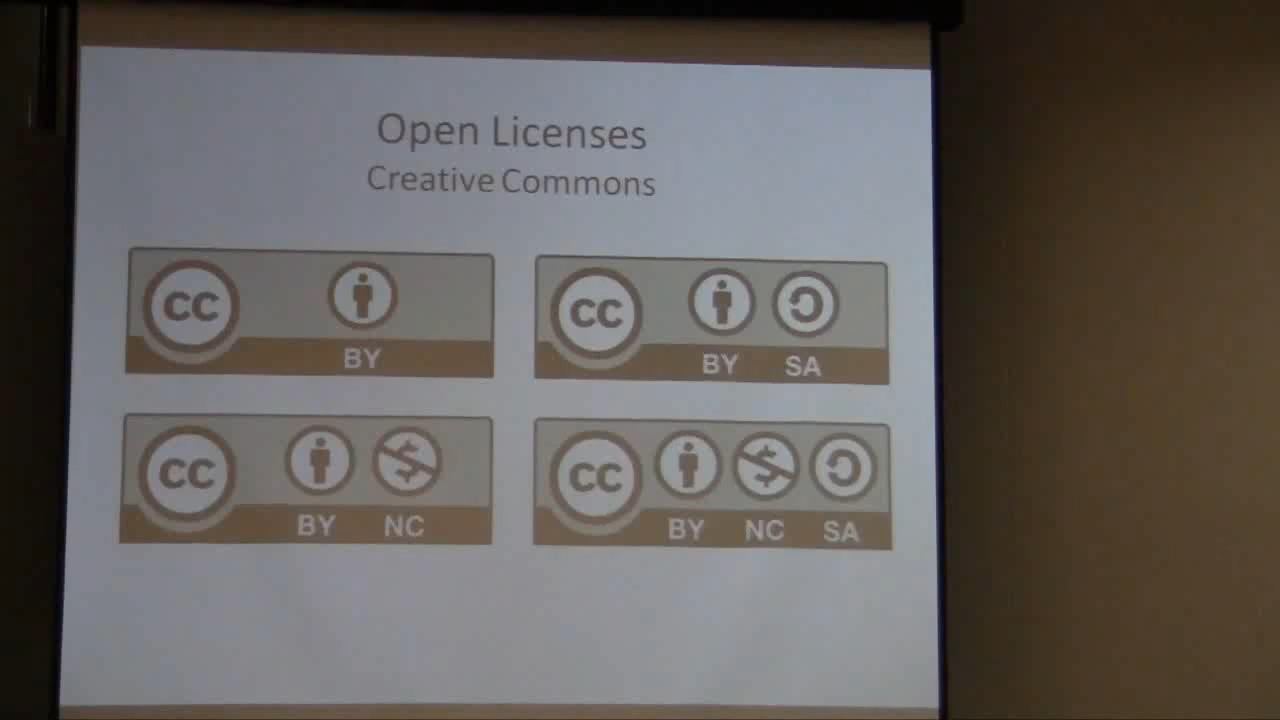 Open Licenses
Creative Commons
CC BY
CC BY SA
CC BY NC
CC BY NC SA